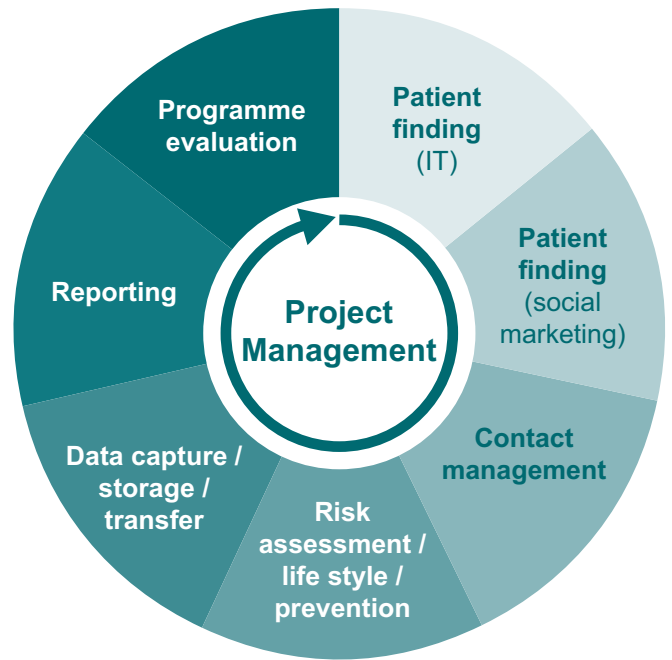 Programme
evaluation
Patient
finding
(IT)
Patient
finding
(social
marketing)
Contact
management
Risk
assessment /
life style /
prevention
Data capture /
storage /
transfer
Reporting
Project
Management